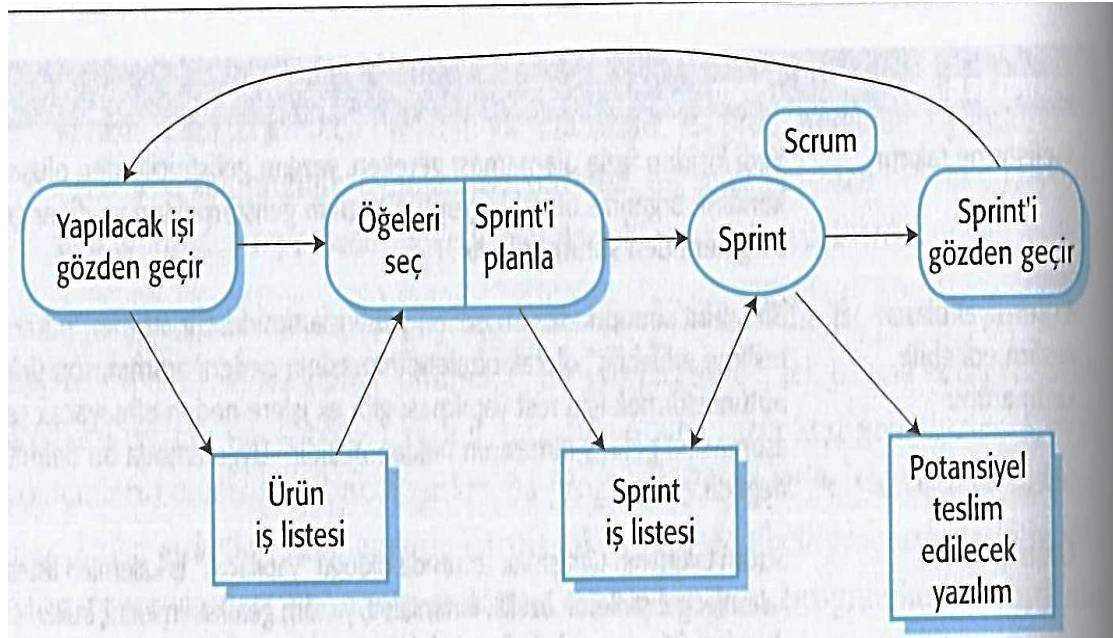 Scrum
Yapılacak işi
gözden geçir
Öğeleri
seç
Sprint'i
planla
Sprint
Sprint'i
gözden geçir
Ürün
iş listesi
Sprint
iş listesi
Potansiyel
teslim
edilecek
yazılım